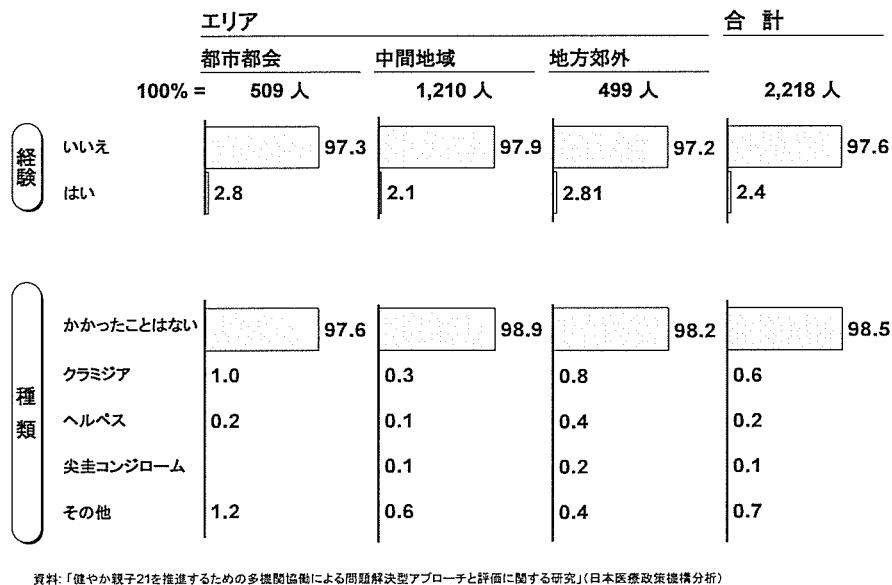 エリア 合 計
都市都会 中間地域 地方郊外
100% = 509 人 1,210 人 499 人 2,218 人
経験
いいえ 97.3 97.9 97.2 97.6
はい 2.8 2.1 2.81 2.4
種類
かかったことはない 97.6 98.9 98.2 98.5
クラミジア 1.0 0.3 0.8 0.6
ヘルペス 0.2 0.1 0.4 0.2
尖圭コンジローム 0.1 0.2 0.1
その他 1.2 0.6 0.4 0.7
資料:「健やか親子21を推進するための多機関協働による問題解決型アプローチと評価に関する研究」(日本医療政策機構分析)